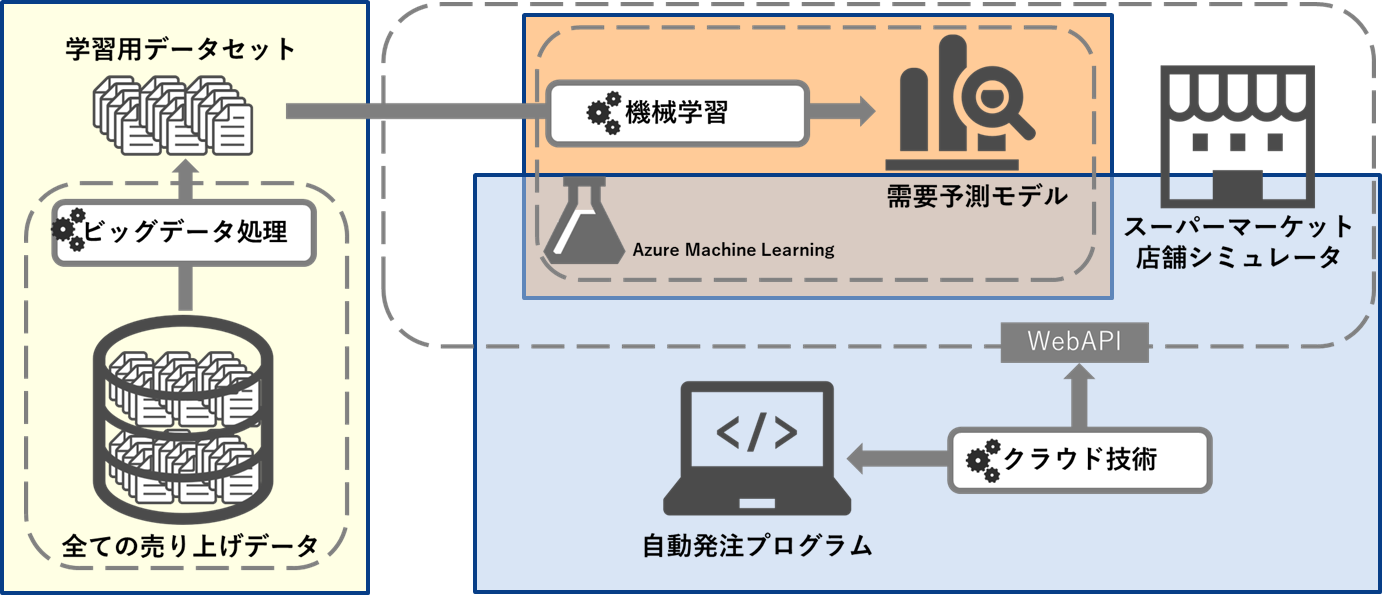 学習用データセット
ビッグデータ処理
全ての売り上げデータ
機械学習
需要予測モデル
Azure Machine Learning
スーパーマーケット
店舗シミュレータ
WebAPI
</>
クラウド技術
自動発注プログラム